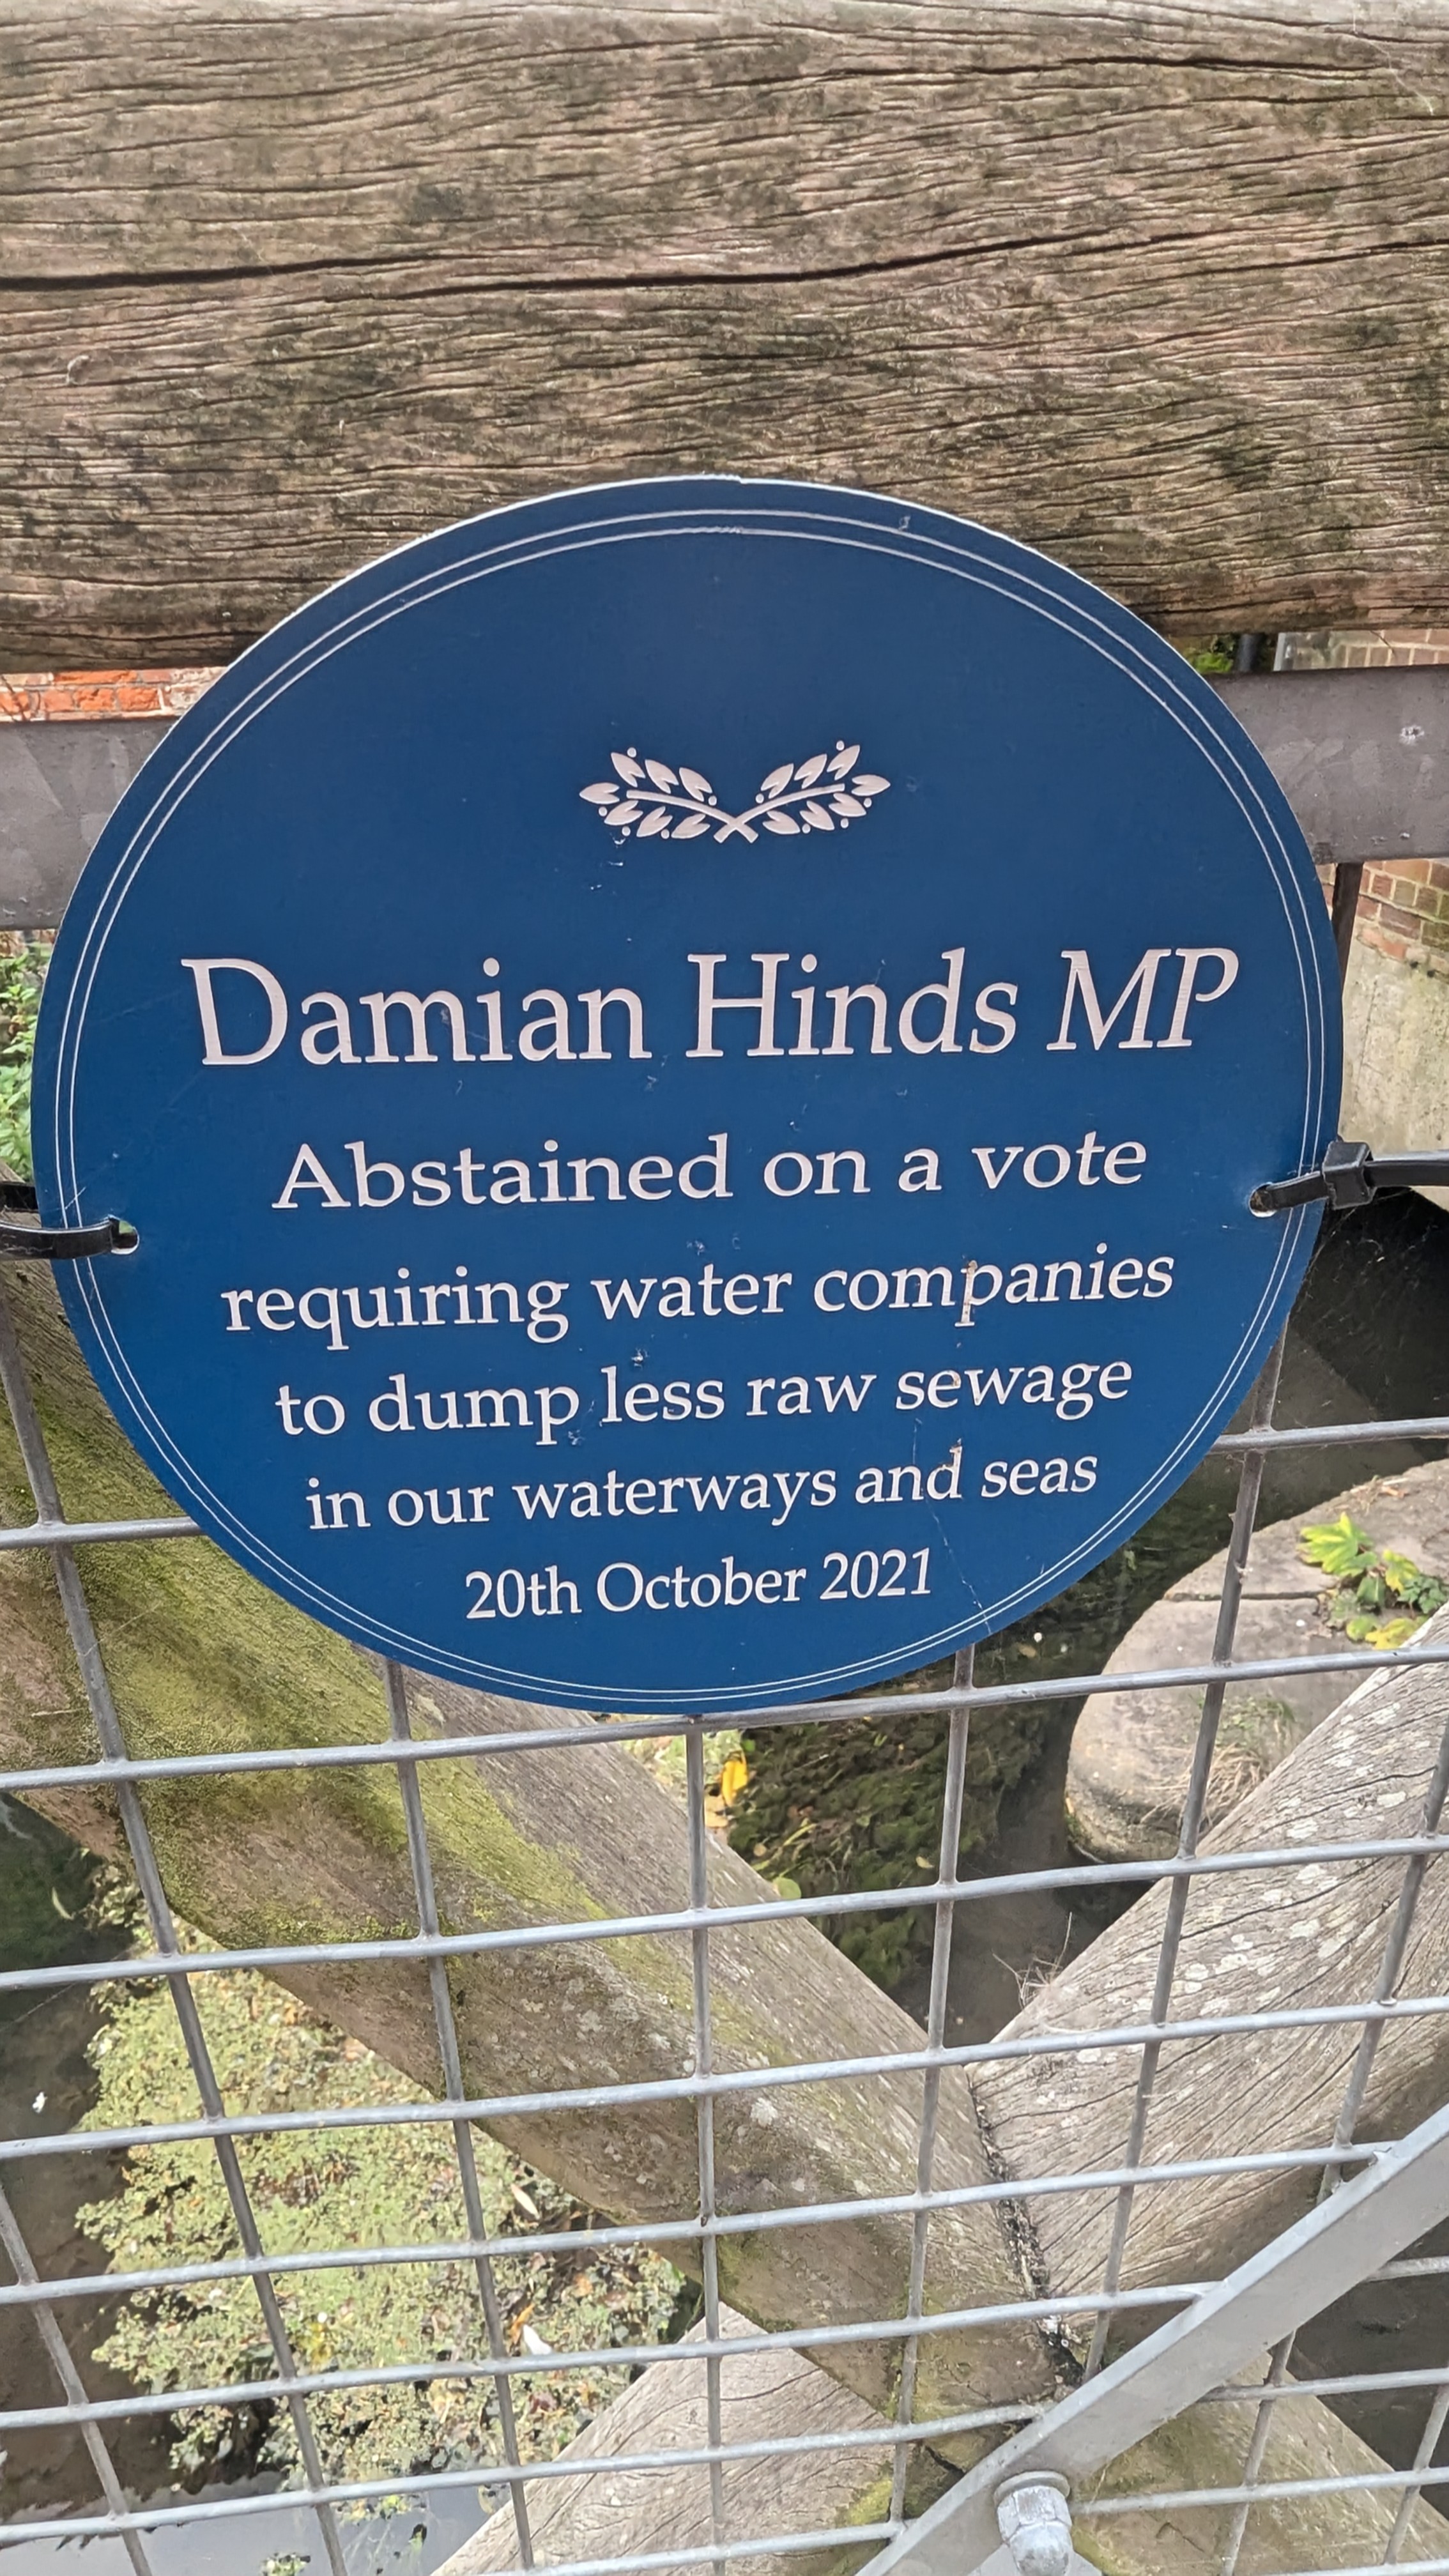 Damian Hinds MP
Abstained on a vote
requiring water companies
to dump less raw sewage
in our waterways and seas
20th October 2021